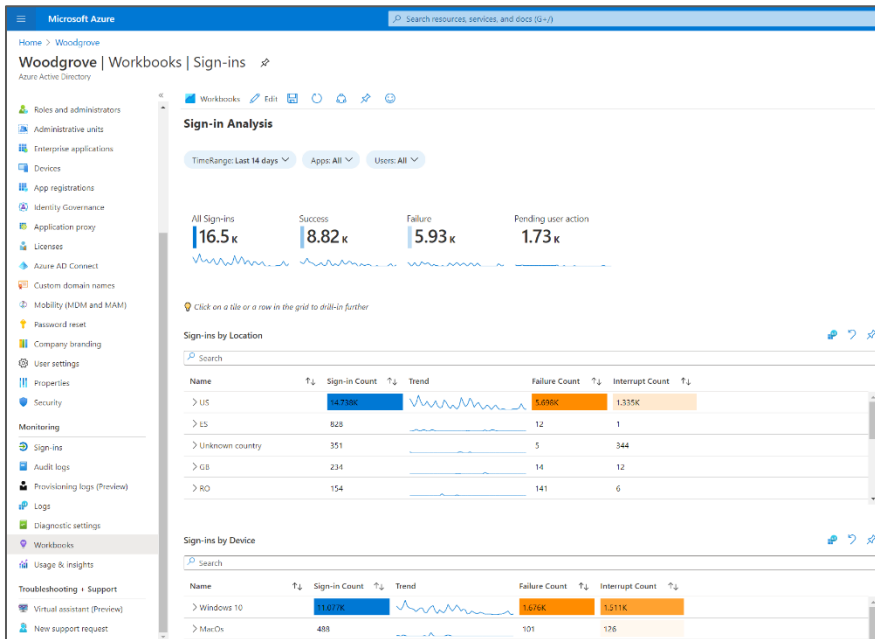 Microsoft Azure
Search resources, services, and docs (G+/)
Home > Woodgrove
Woodgrove | Workbooks | Sign-ins
Azure Active Directory
«
Roles and administrators
Administrative units
Enterprise applications
Devices
App registrations
Identity Governance
Application proxy
Licenses
Azure AD Connect
Custom domain names
Mobility (MDM and MAM)
Password reset
Company branding
User settings
Properties
Security
Monitoring
Sign-ins
Audit logs
Provisioning logs (Preview)
Logs
Diagnostic settings
Workbooks
Usage & insights
Troubleshooting + Support
Virtual assistant (Preview)
New support request
Workbooks Edit
Sign-in Analysis
TimeRange: Last 14 days Apps: All Users: All
All Sign-ins Success Failure Pending user action
16.5 K 8.82 K 5.93 K 1.73 K
Click on a tile or a row in the grid to drill-in further
Sign-ins by Location
Search
Name Sign-in Count Trend Failure Count Interrupt Count
US 14.738K 5.698K 1.335K
ES 828 12 1
Unknown country 351 5 344
GB 234 14 12
RO 154 141 6
Sign-ins by Device
Search
Name Sign-in Count Trend Failure Count Interrupt Count
Windows 10 11.077K 1.676K 1.511K
MacOs 488 101 126